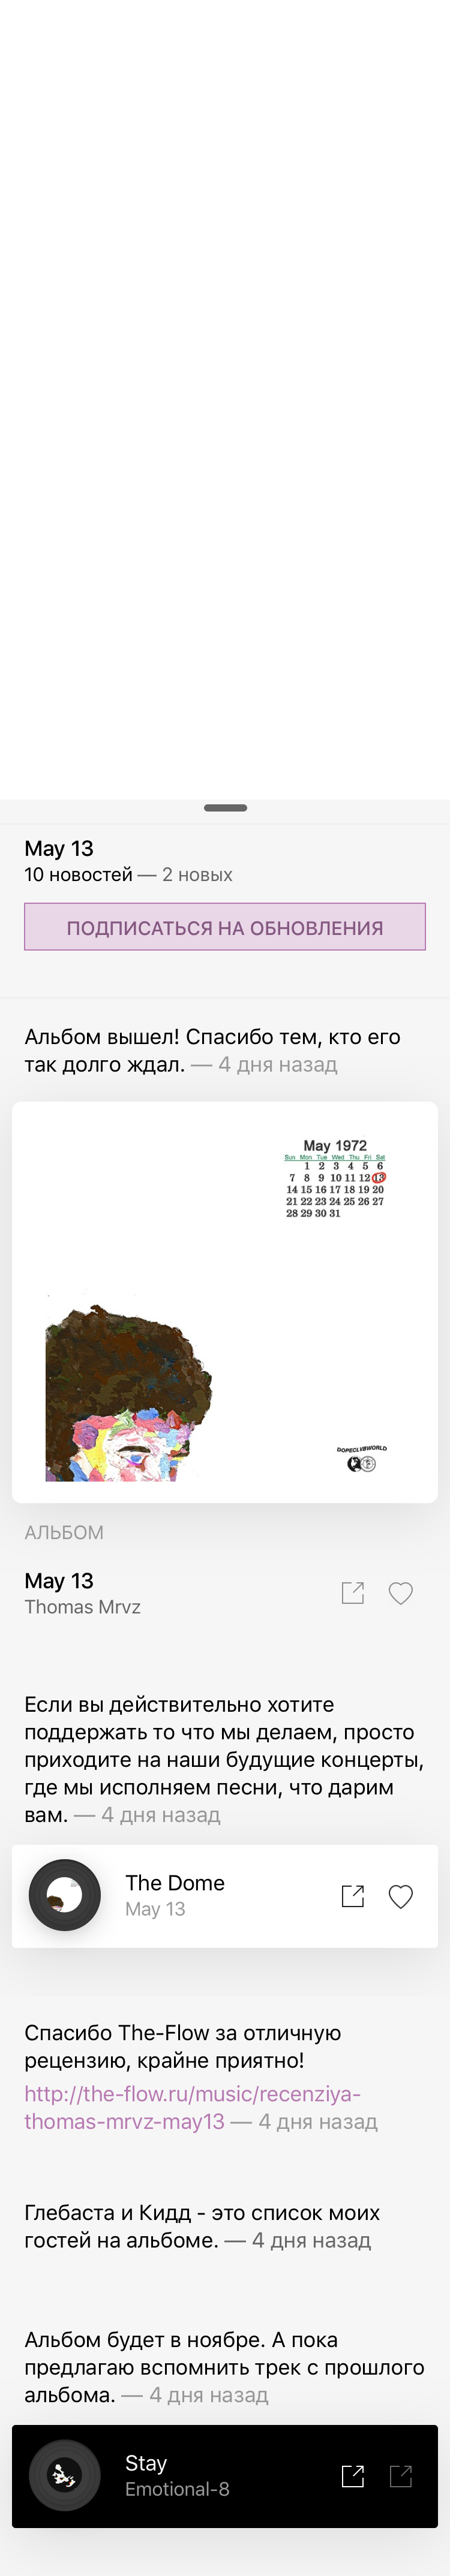 May 13
10 новостей — 2 новых
ПОДПИСАТЬСЯ НА ОБНОВЛЕНИЯ
Альбом вышел! Спасибо тем, кто его
так долго ждал. — 4 дня назад
May 1972
Sun Mon Tue Wed Thu Fri Sat
1 2 3 4 5 6
7 8 9 10 11 12 13
14 15 16 17 18 19 20
21 22 23 24 25 26 27
28 29 30 31
DOPECLVBWORLD
АЛЬБОМ
May 13
Thomas Mrvz
Если вы действительно хотите
поддержать то что мы делаем, просто
приходите на наши будущие концерты,
где мы исполняем песни, что дарим
вам. — 4 дня назад
The Dome
May 13
Спасибо The-Flow за отличную
рецензию, крайне приятно!
http://the-flow.ru/music/recenziya-
thomas-mrvz-may13 — 4 дня назад
Глебаста и Кидд - это список моих
гостей на альбоме. — 4 дня назад
Альбом будет в ноябре. А пока
предлагаю вспомнить трек с прошлого
альбома. — 4 дня назад
Stay
Emotional-8